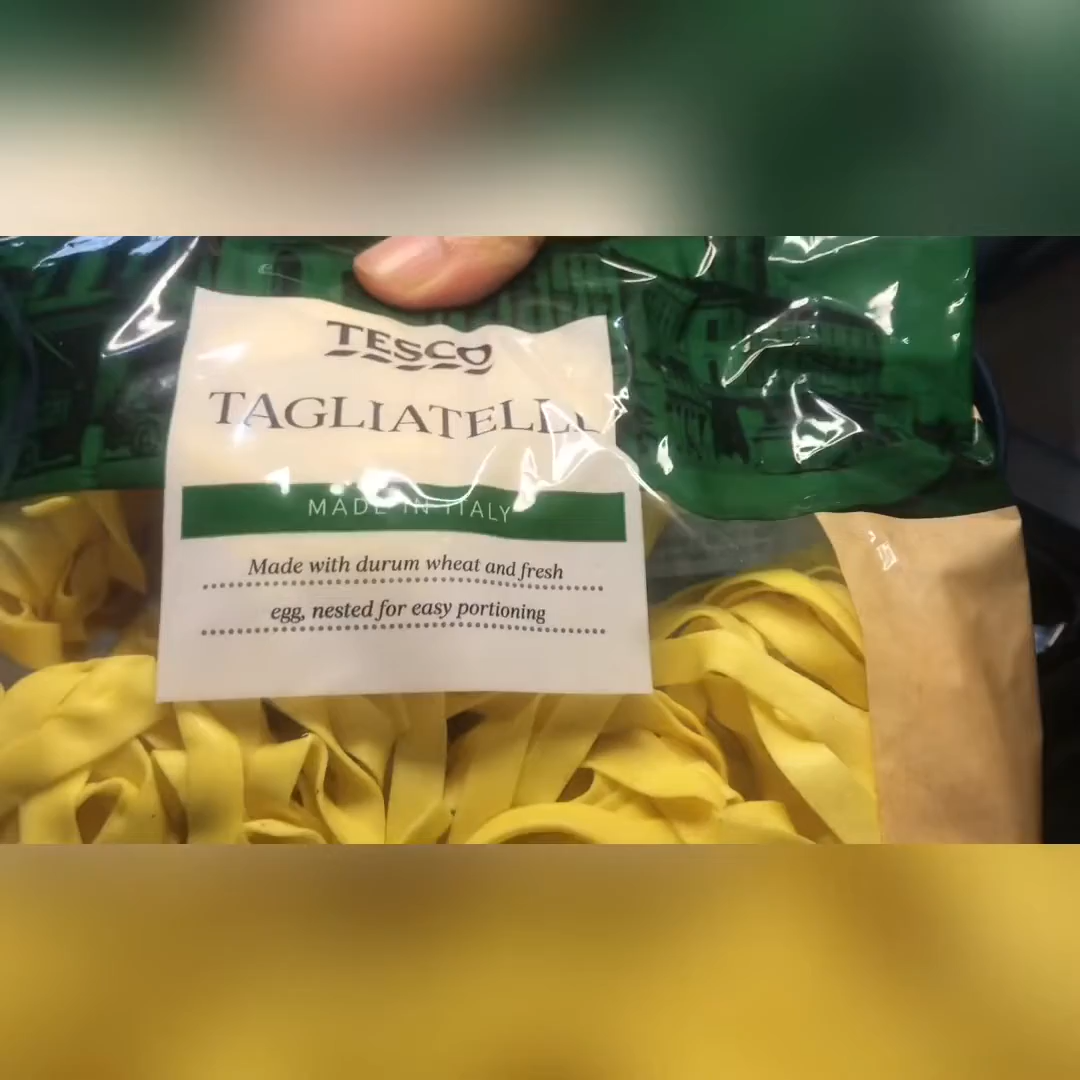 TESCO
TAGLIATELLE
MADE IN ITALY
Made with durum wheat and fresh
egg, nested for easy portioning